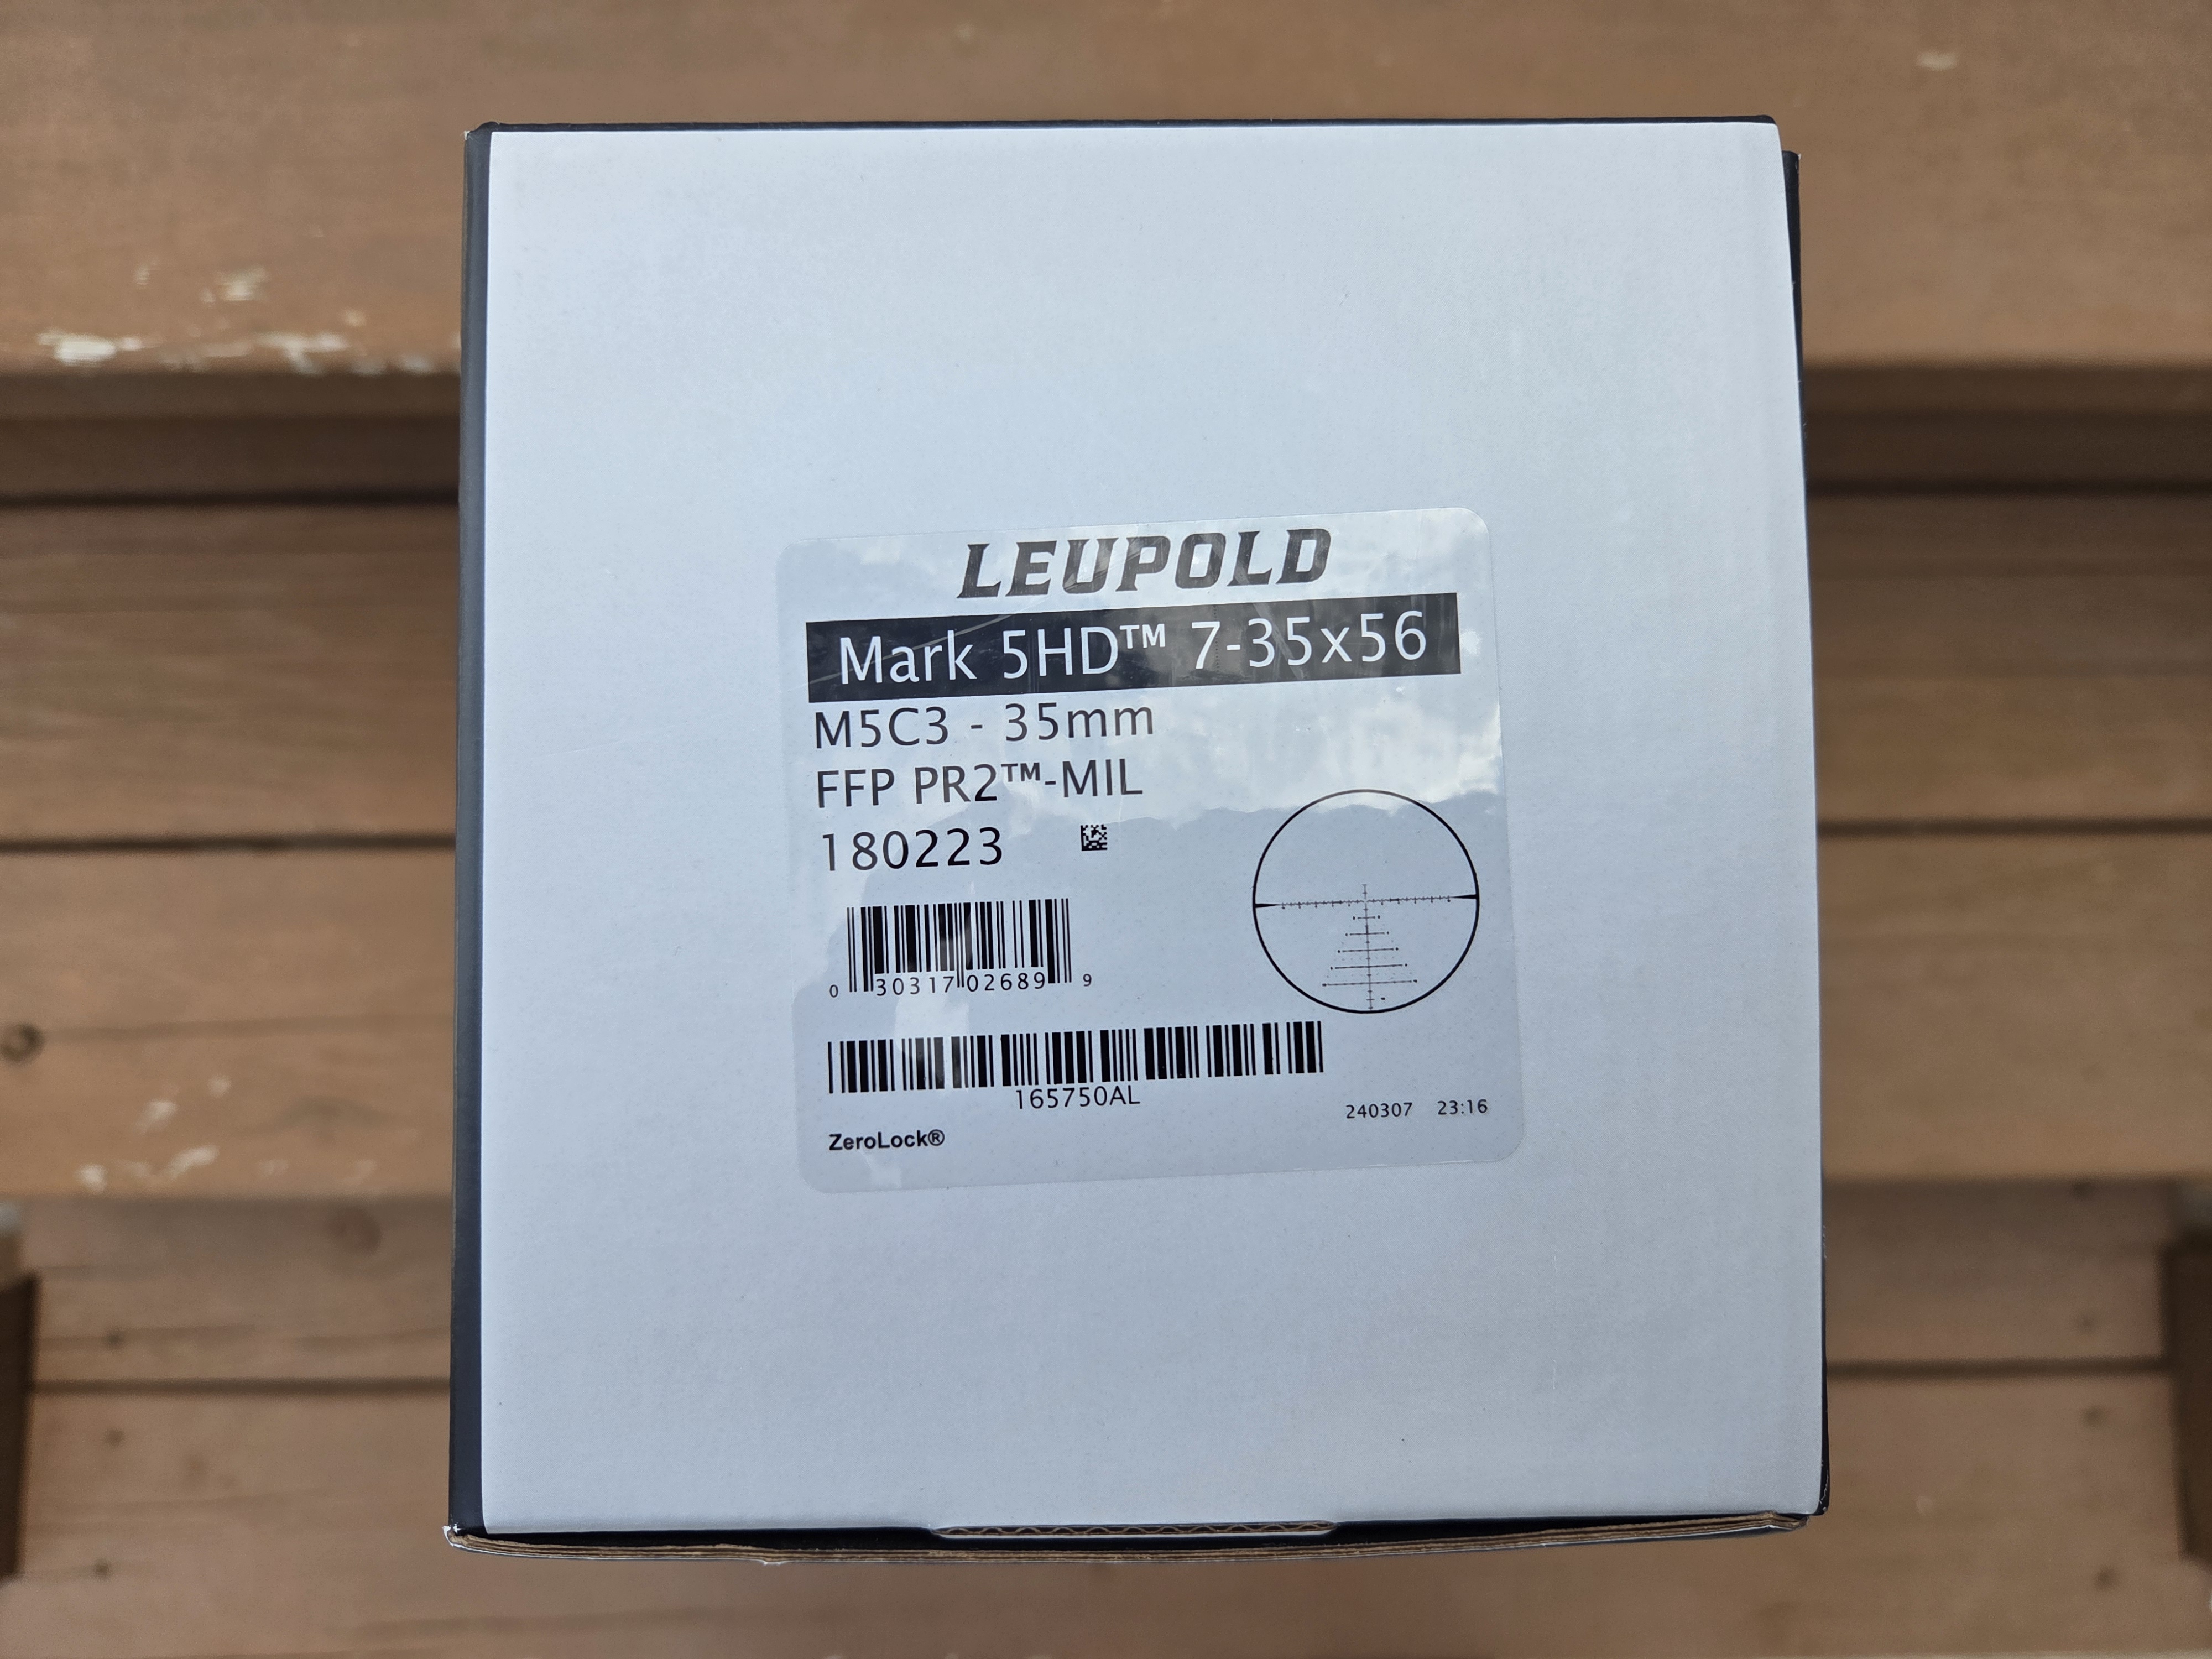 LEUPOLD
Mark 5HD™ 7-35x56
M5C3 - 35mm
FFP PR2™-MIL
180223
0 30317 02689 9
165750AL
240307 23:16
ZeroLock®